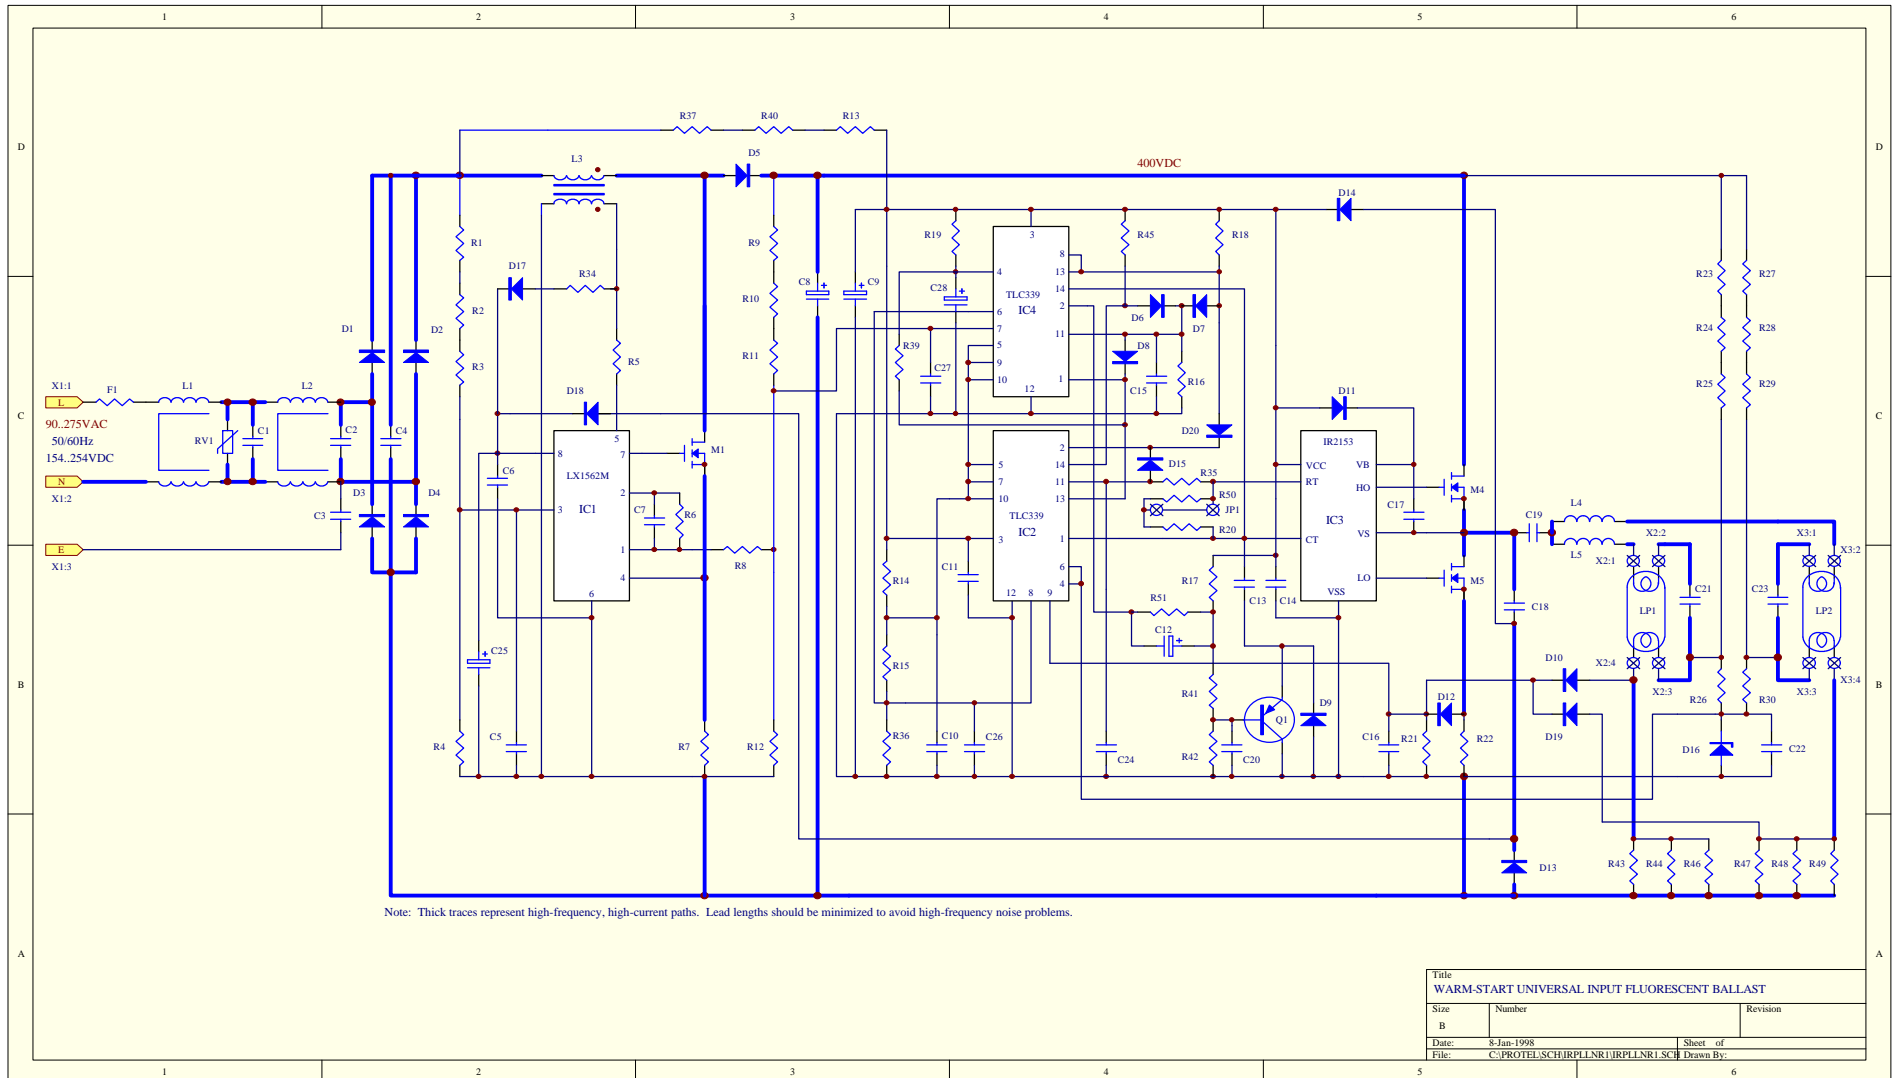 1 2 3 4 5 6
D D
R37 R40 R13
L3 D5 400VDC
D14
R1 R9 R19 3 R45 R18
8
D17 R34 4 13 R23 R27
R2 R10 C8 + C9 + C28 + TLC339 14
IC4 2
6 D6 D7
D1 D2 7 R24 R28
R3 R5 R11 R39 5 11 D8
9
C27
10 1 C15 R16
X1:1 F1 L1 L2 D18 12 D11 R25 R29
L
C C
90..275VAC
50/60Hz RV1 C1 C2 C4 5 D20 IR2153
154..254VDC 8 7 M1 2
LX1562M 5 14 D15 R35 VCC VB
C6 7 11 RT
N D3 D4 2 10 13 R50 HO M4
X1:2 C7 R6 JP1 C17 L4
C3 3 IC1 TLC339 R20 IC3 C19
IC2
3 1 CT VS
E 1 X2:2 X3:1 X3:2
X1:3 R8 L5 X2:1
4 C11 6 R17 LO M5
R14 4
6 12 8 9 C13 C14 VSS
R51 C18 LP1 C21 C23 LP2
C12 +
C25 + R15 D10 X2:4
R41 X2:3 X3:3 X3:4
D12 R26 R30
D9
Q1
R4 C5 R7 R12 R36 C10 C26 C24 R42 C20 C16 R21 R22 D19 D16 C22
B B
D13 R43 R44 R46 R47 R48 R49
Note: Thick traces represent high-frequency, high-current paths. Lead lengths should be minimized to avoid high-frequency noise problems.
A A
Title
WARM-START UNIVERSAL INPUT FLUORESCENT BALLAST
Size Number Revision
B
Date: 8-Jan-1998 Sheet of
File: C:\PROTEL\SCH\IRPLLNR1\IRPLLNR1.SCH Drawn By:
1 2 3 4 5 6